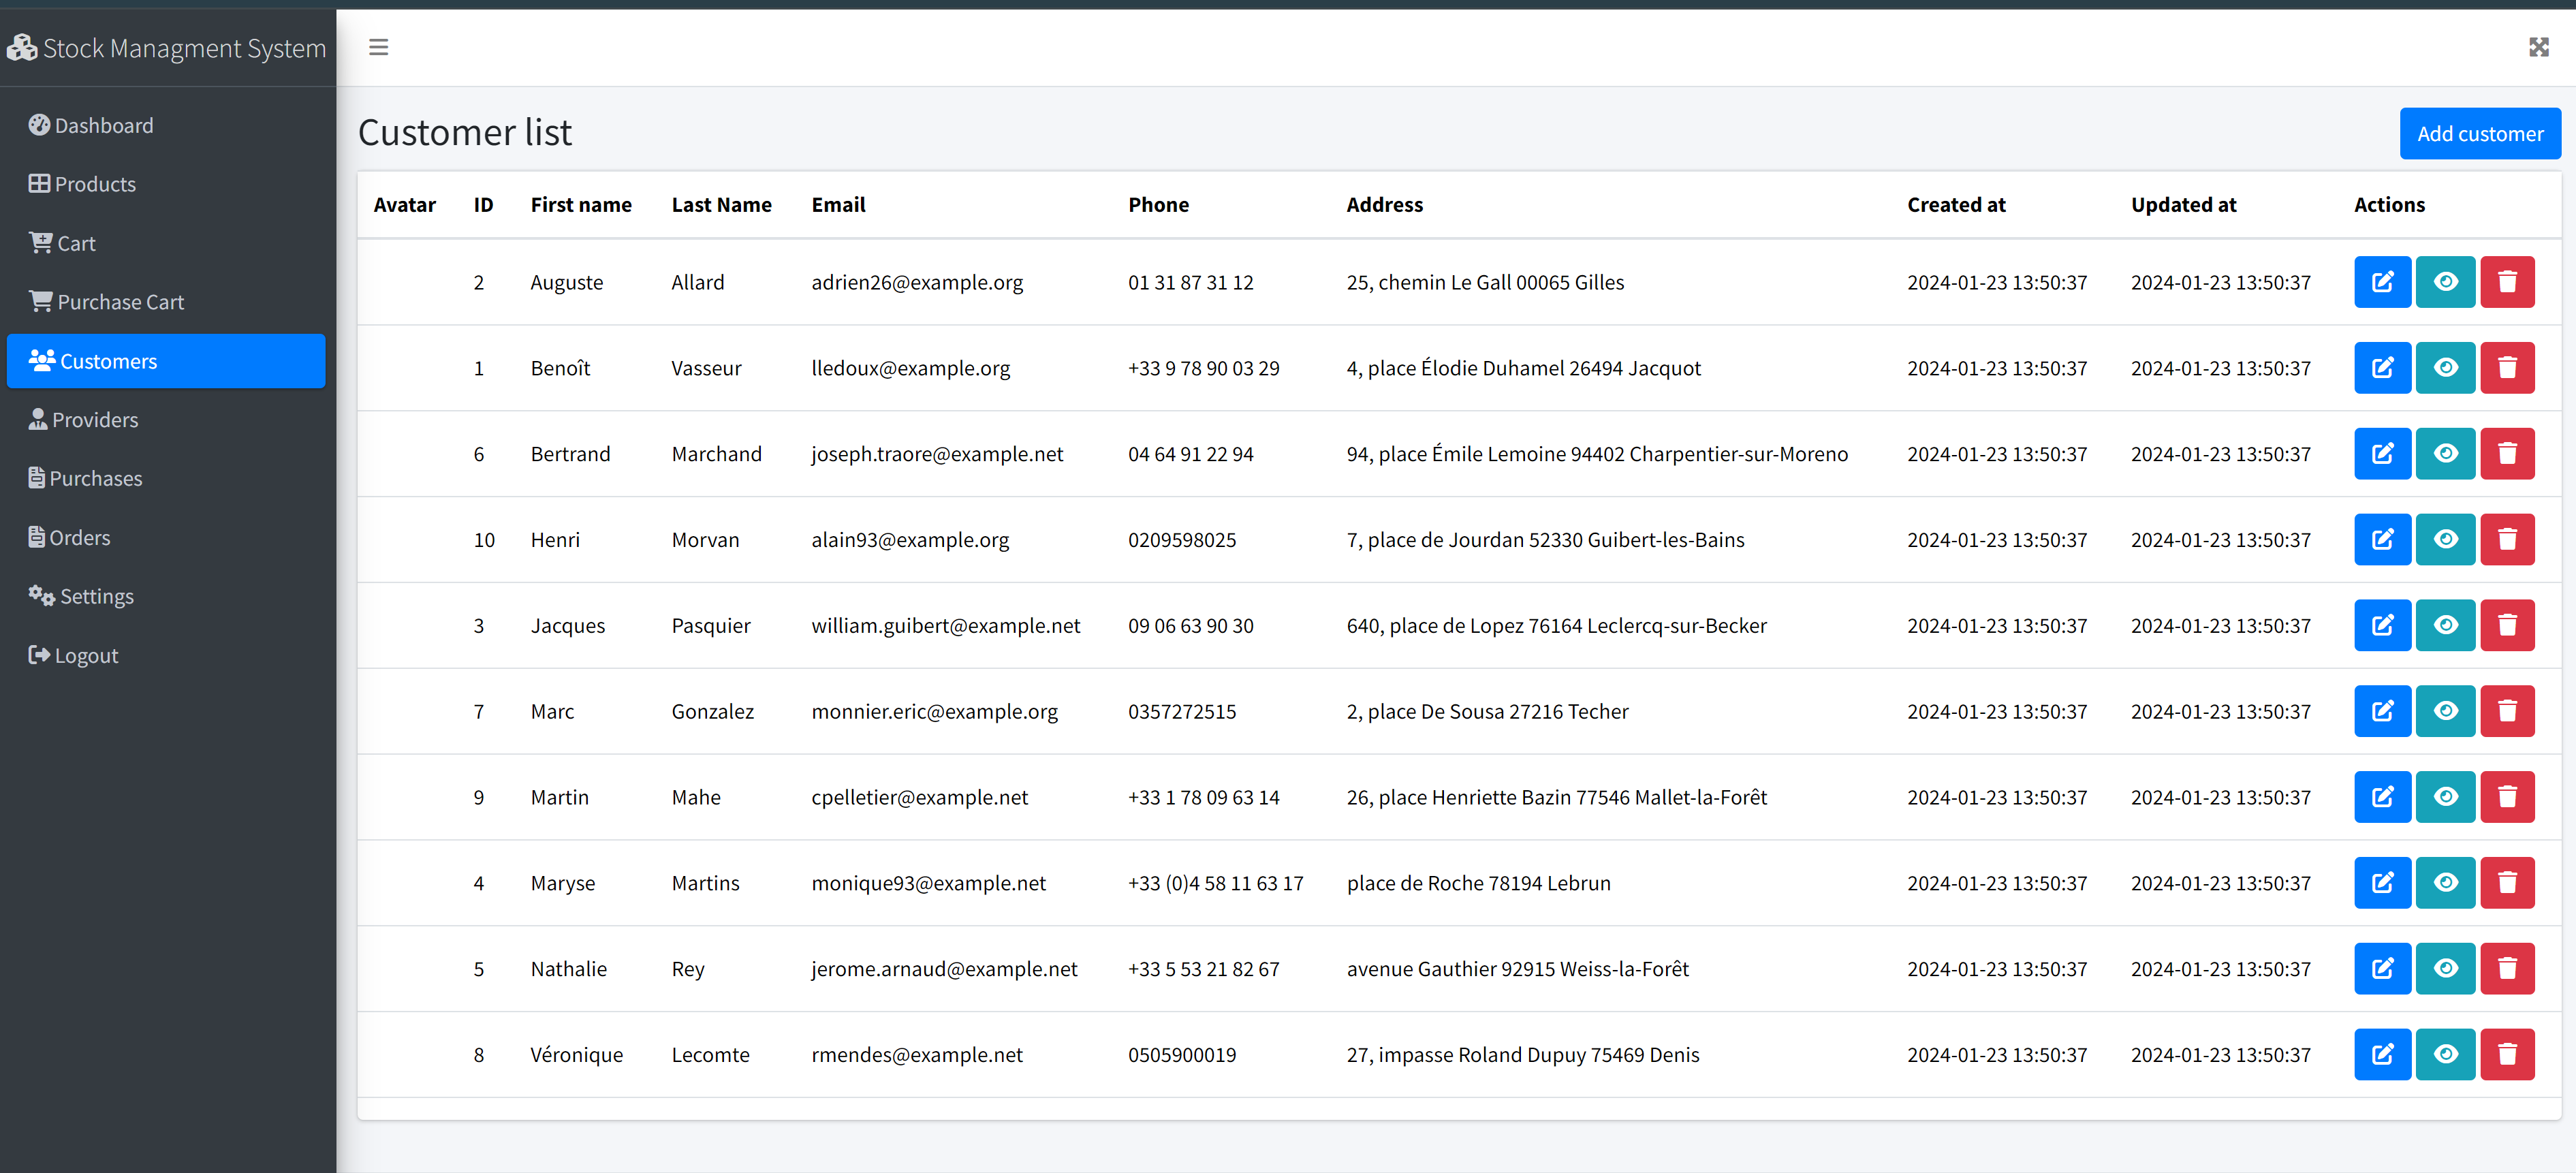 Stock Managment System
Dashboard
Products
Cart
Purchase Cart
Customers
Providers
Purchases
Orders
Settings
Logout
Customer list
Add customer
Avatar ID First name Last Name Email Phone Address Created at Updated at Actions
2 Auguste Allard adrien26@example.org 01 31 87 31 12 25, chemin Le Gall 00065 Gilles 2024-01-23 13:50:37 2024-01-23 13:50:37
1 Benoît Vasseur lledoux@example.org +33 9 78 90 03 29 4, place Élodie Duhamel 26494 Jacquot 2024-01-23 13:50:37 2024-01-23 13:50:37
6 Bertrand Marchand joseph.traore@example.net 04 64 91 22 94 94, place Émile Lemoine 94402 Charpentier-sur-Moreno 2024-01-23 13:50:37 2024-01-23 13:50:37
10 Henri Morvan alain93@example.org 0209598025 7, place de Jourdan 52330 Guibert-les-Bains 2024-01-23 13:50:37 2024-01-23 13:50:37
3 Jacques Pasquier william.guibert@example.net 09 06 63 90 30 640, place de Lopez 76164 Leclercq-sur-Becker 2024-01-23 13:50:37 2024-01-23 13:50:37
7 Marc Gonzalez monnier.eric@example.org 0357272515 2, place De Sousa 27216 Techer 2024-01-23 13:50:37 2024-01-23 13:50:37
9 Martin Mahe cpelletier@example.net +33 1 78 09 63 14 26, place Henriette Bazin 77546 Mallet-la-Forêt 2024-01-23 13:50:37 2024-01-23 13:50:37
4 Maryse Martins monique93@example.net +33 (0)4 58 11 63 17 place de Roche 78194 Lebrun 2024-01-23 13:50:37 2024-01-23 13:50:37
5 Nathalie Rey jerome.arnaud@example.net +33 5 53 21 82 67 avenue Gauthier 92915 Weiss-la-Forêt 2024-01-23 13:50:37 2024-01-23 13:50:37
8 Véronique Lecomte rmendes@example.net 0505900019 27, impasse Roland Dupuy 75469 Denis 2024-01-23 13:50:37 2024-01-23 13:50:37